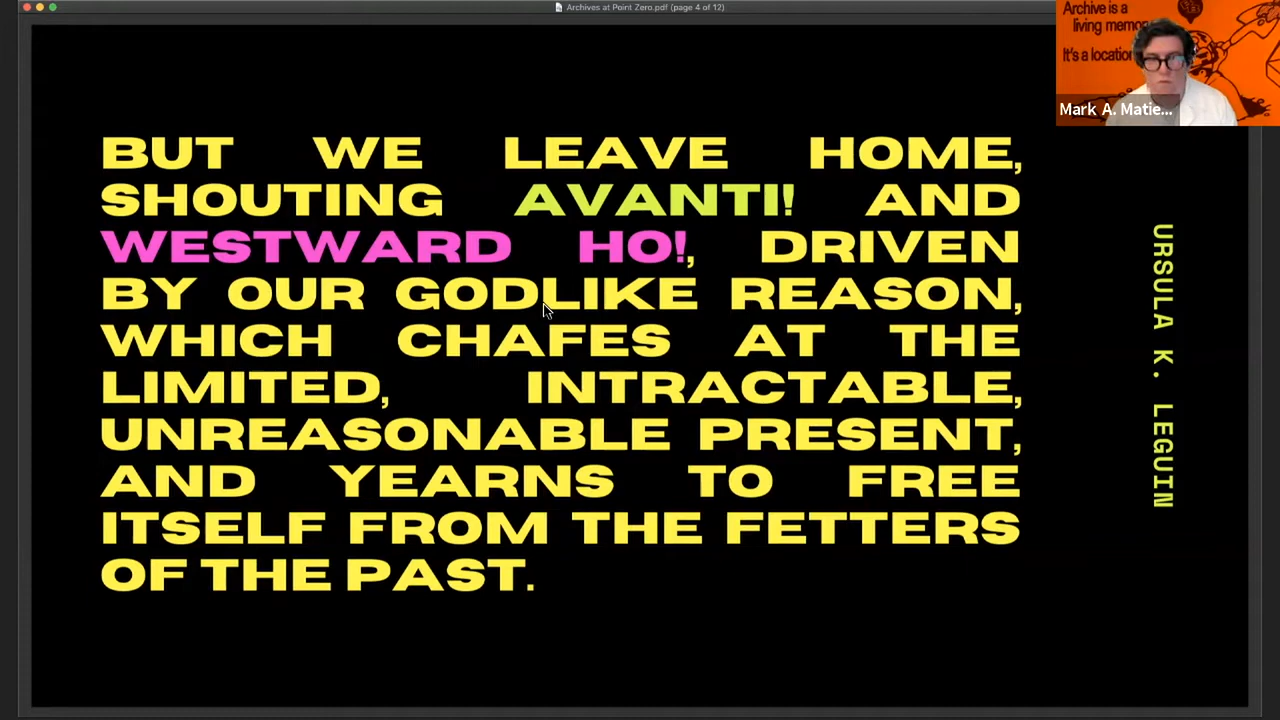 Archives at Point Zero.pdf (page 4 of 12)
Archive is a
living memo
It's a location
Mark A. Matie...
BUT WE LEAVE HOME,
SHOUTING AVANTI! AND
WESTWARD HO!, DRIVEN
BY OUR GODLIKE REASON,
WHICH CHAFES AT THE
LIMITED, INTRACTABLE,
UNREASONABLE PRESENT,
AND YEARNS TO FREE
ITSELF FROM THE FETTERS
OF THE PAST.
URSULA K. LEGUIN